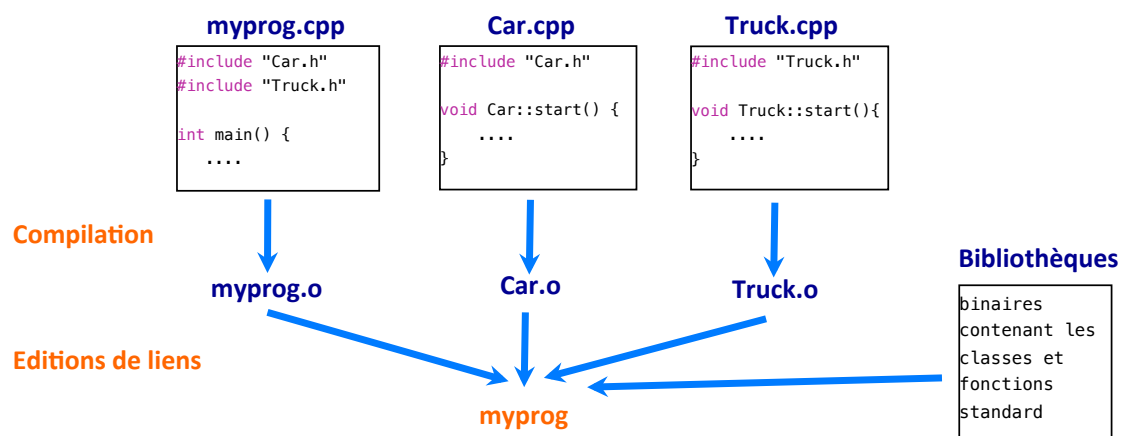 myprog.cpp
#include "Car.h"
#include "Truck.h"
int main() {
....
Car.cpp
#include "Car.h"
void Car::start() {
....
}
Truck.cpp
#include "Truck.h"
void Truck::start(){
....
}
Compilation
myprog.o
Car.o
Truck.o
Bibliothèques
binaires
contenant les
classes et
fonctions
standard
Editions de liens
myprog